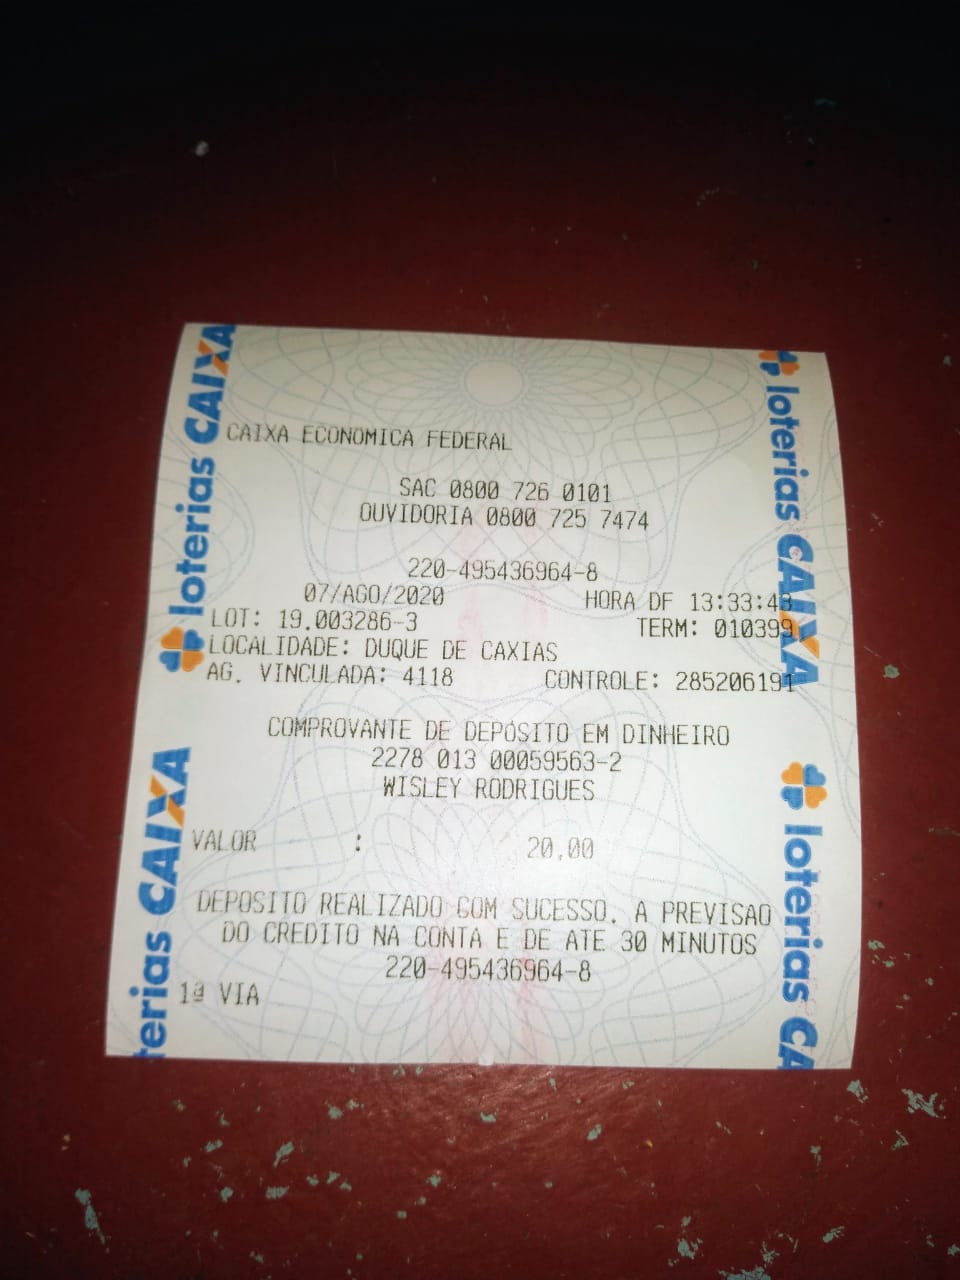 CAIXA ECONOMICA FEDERAL
SAC 0800 726 0101
OUVIDORIA 0800 725 7474
220-495436964-8
07/AGO/2020 HORA DF 13:33:43
LOT: 19.003286-3 TERM: 010399
LOCALIDADE: DUQUE DE CAXIAS
AG. VINCULADA: 4118 CONTROLE: 285206191
COMPROVANTE DE DEPOSITO EM DINHEIRO
2278 013 00059563-2
WISLEY RODRIGUES
VALOR : 20,00
DEPOSITO REALIZADO COM SUCESSO. A PREVISAO
DO CREDITO NA CONTA E DE ATE 30 MINUTOS
220-495436964-8
1ª VIA
loterias CAIXA
terias CAIXA
loterias CAIXA
loterias CA